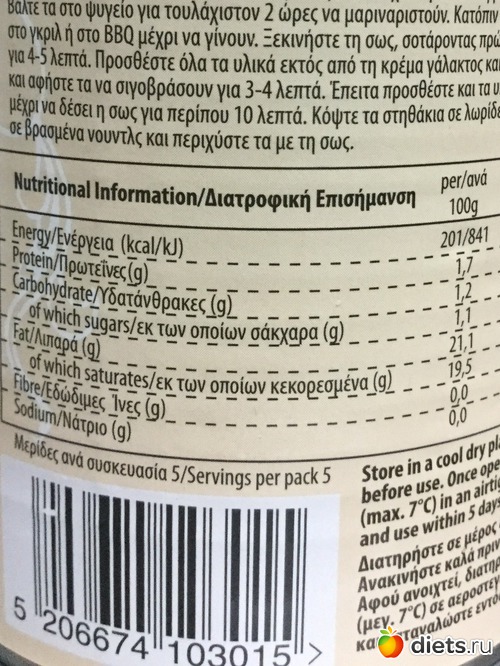 Βάλτε τα στο ψυγείο για τουλάχιστον 2 ώρες να μαριναριστούν. Κατόπιν
στο γκριλ ή στο BBQ μέχρι να γίνουν. Ξεκινήστε τη σως, σοτάροντας
για 4-5 λεπτά. Προσθέστε όλα τα υλικά εκτός από τη κρέμα γάλακτος
και αφήστε τα να σιγοβράσουν για 3-4 λεπτά. Έπειτα προσθέστε και τα
μέχρι να δέσει η σως για περίπου 10 λεπτά. Κόψτε τα στηθάκια σε
σε βρασμένα νουντλς και περιχύστε τα με τη σως.
Nutritional Information/Διατροφική Επισήμανση per/ανά 100g
Energy/Ενέργεια (kcal/kJ) 201/841
Protein/Πρωτεΐνες(g) 1,7
Carbohydrate/Υδατάνθρακες (g) 1,2
of which sugars/εκ των οποίων σάκχαρα (g) 1,1
Fat/Λιπαρά (g) 21,1
of which saturates/εκ των οποίων κεκορεσμένα (g) 19,5
Fibre/Εδώδιμες Ίνες (g) 0,0
Sodium/Νάτριο (g) 0,0
Μερίδες ανά συσκευασία 5/Servings per pack 5
Store in a cool dry
before use. Once
(max. 7°C) in an
and use within 5 days
Διατηρήστε σε μέρος
Ανακινήστε καλά πριν
Αφού ανοιχτεί,
(μεγ. 7°C) σε
5 206674 103015 >
diets.ru